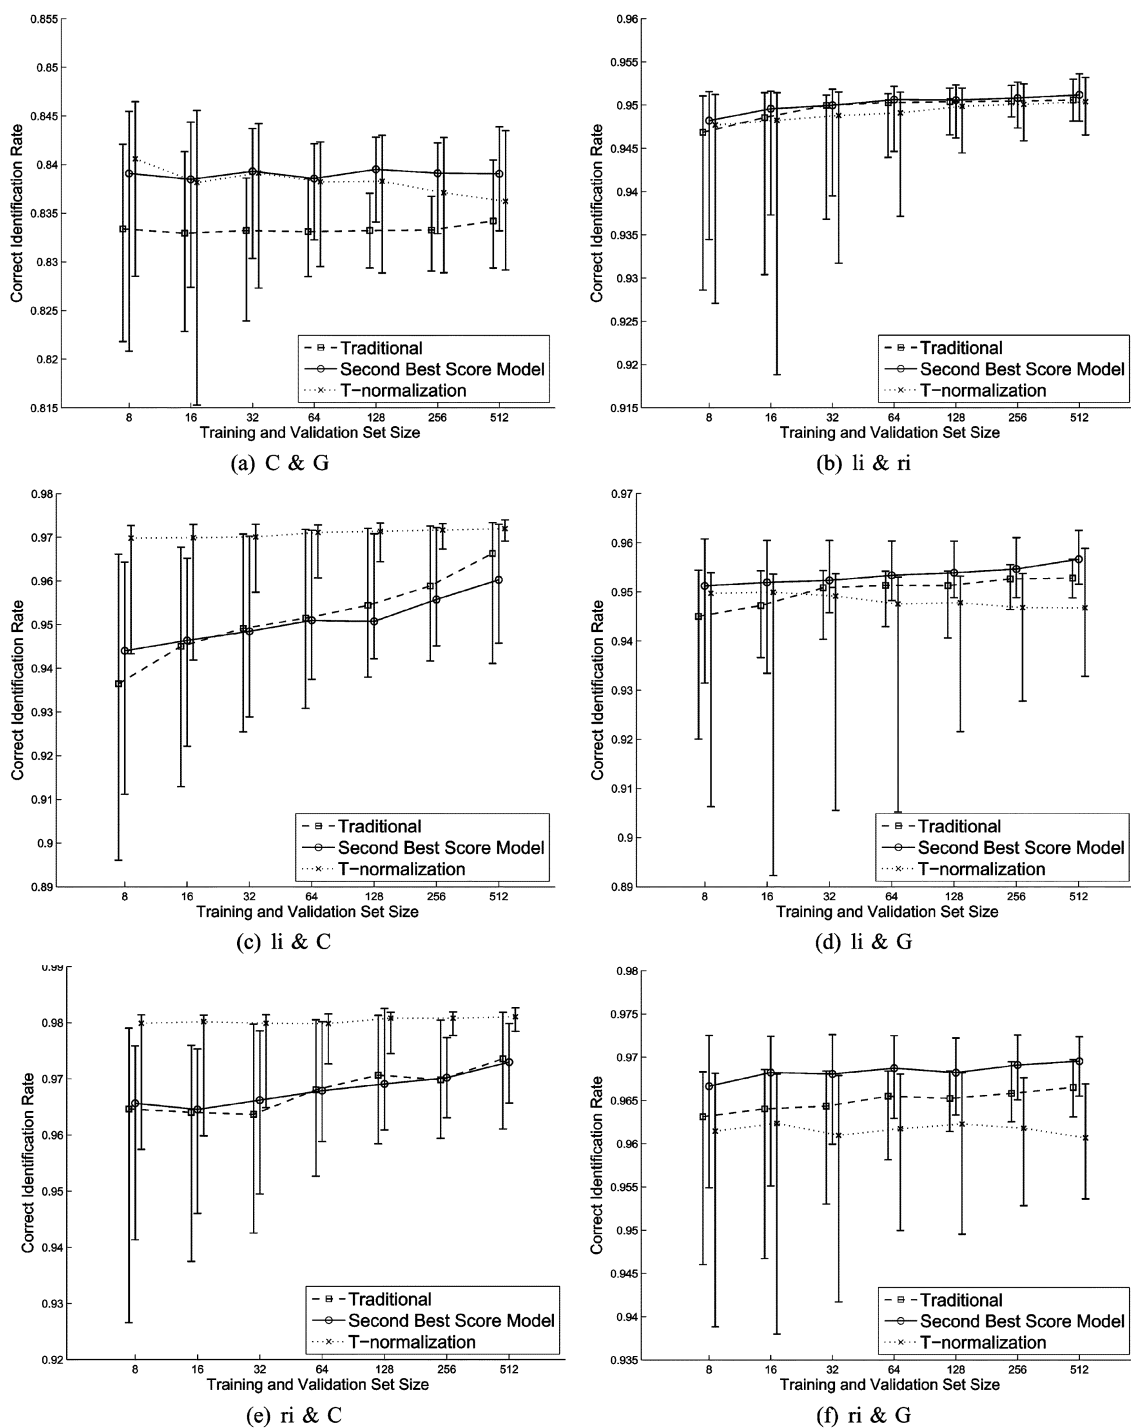 0.855
0.85
0.845
0.84
0.835
0.83
0.825
0.82
0.815
Correct Identification Rate
Traditional
Second Best Score Model
T-normalization
8 16 32 64 128 256 512
Training and Validation Set Size
(a) C & G
0.96
0.955
0.95
0.945
0.94
0.935
0.93
0.925
0.92
0.915
Correct Identification Rate
Traditional
Second Best Score Model
T-normalization
8 16 32 64 128 256 512
Training and Validation Set Size
(b) li & ri
0.98
0.97
0.96
0.95
0.94
0.93
0.92
0.91
0.9
0.89
Correct Identification Rate
Traditional
Second Best Score Model
T-normalization
8 16 32 64 128 256 512
Training and Validation Set Size
(c) li & C
0.97
0.96
0.95
0.94
0.93
0.92
0.91
0.9
0.89
Correct Identification Rate
Traditional
Second Best Score Model
T-normalization
8 16 32 64 128 256 512
Training and Validation Set Size
(d) li & G
0.99
0.98
0.97
0.96
0.95
0.94
0.93
0.92
Correct Identification Rate
Traditional
Second Best Score Model
T-normalization
8 16 32 64 128 256 512
Training and Validation Set Size
(e) ri & C
0.98
0.975
0.97
0.965
0.96
0.955
0.95
0.945
0.94
0.935
Correct Identification Rate
Traditional
Second Best Score Model
T-normalization
8 16 32 64 128 256 512
Training and Validation Set Size
(f) ri & G